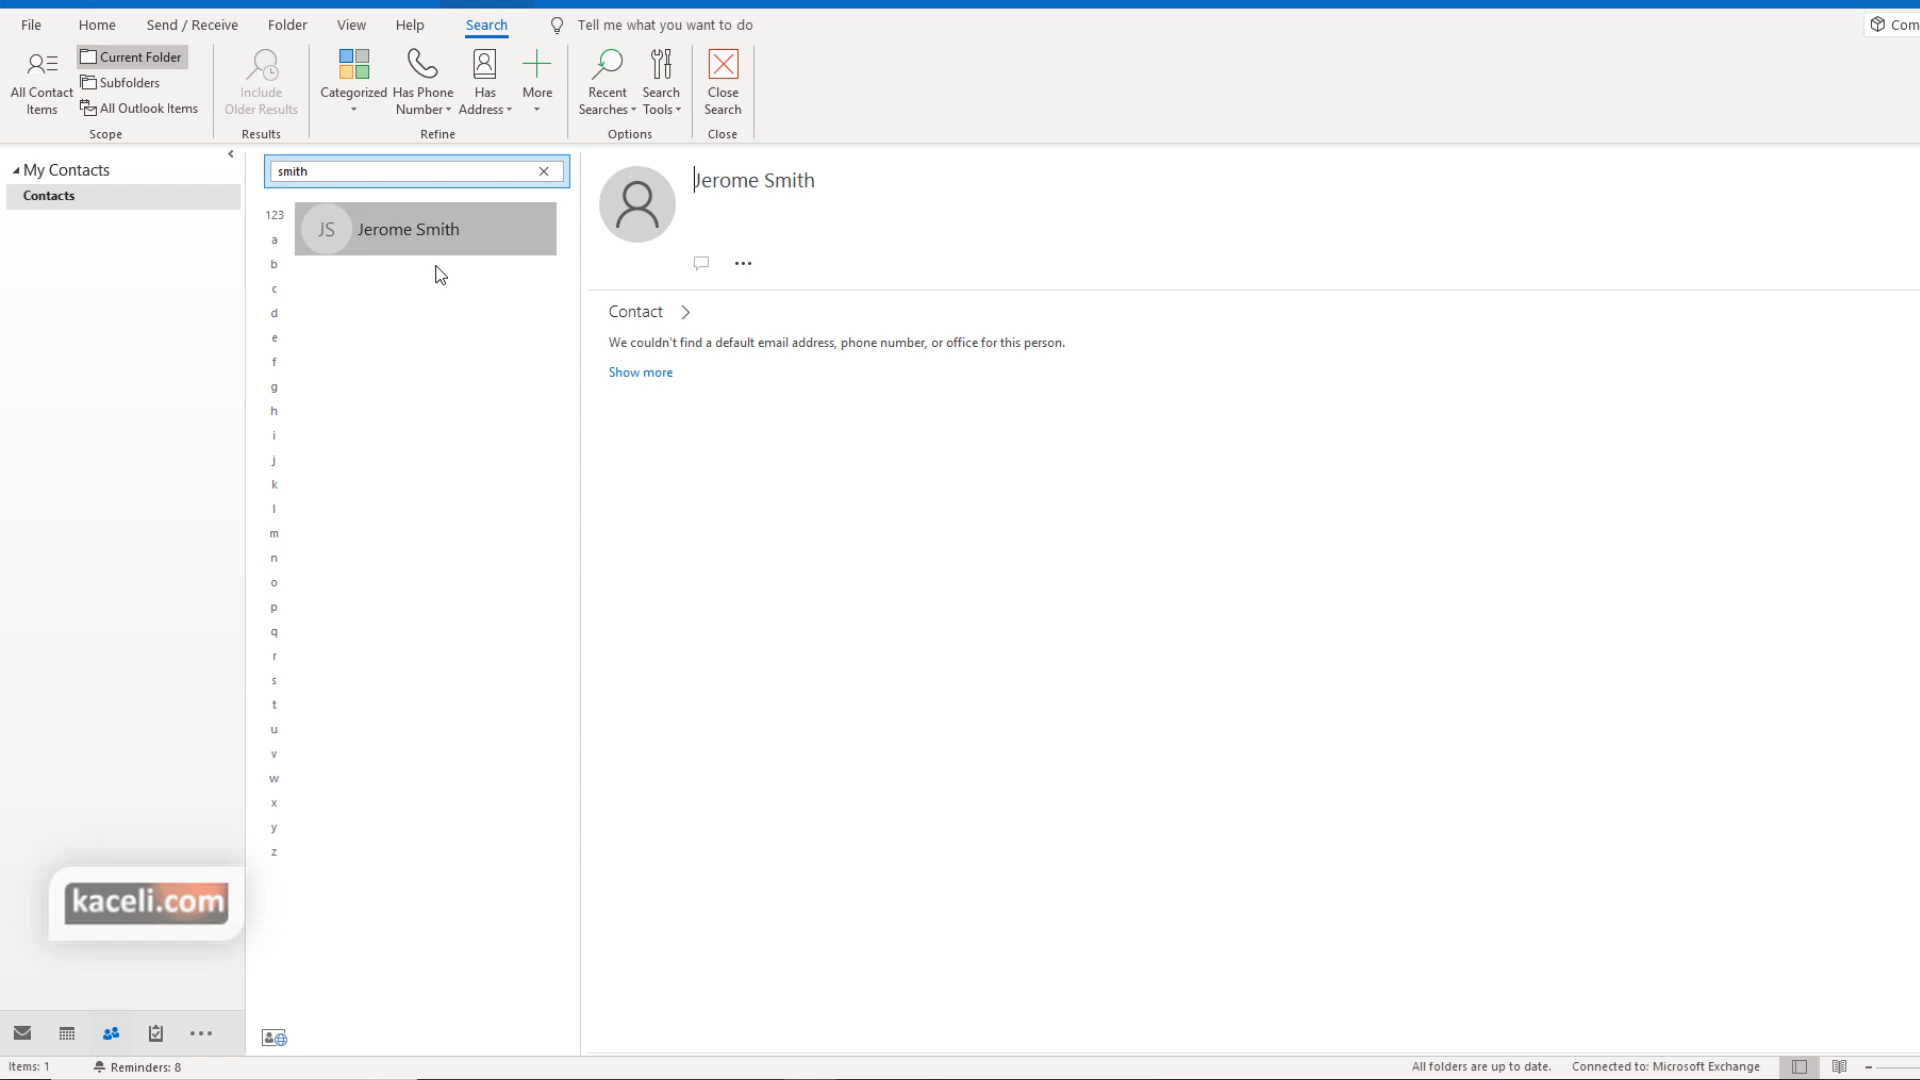 File Home Send / Receive Folder View Help Search Tell me what you want to do Com
All Contact Items
Current Folder
Subfolders
All Outlook Items
Scope
Include Older Results
Results
Categorized
Has Phone Number
Has Address
More
Refine
Recent Searches
Search Tools
Options
Close Search
Close
My Contacts
Contacts
smith
123
a
b
c
d
e
f
g
h
i
j
k
l
m
n
o
p
q
r
s
t
u
v
w
x
y
z
JS Jerome Smith
Jerome Smith
Contact
We couldn't find a default email address, phone number, or office for this person.
Show more
kaceli.com
Items: 1 Reminders: 8 All folders are up to date. Connected to: Microsoft Exchange